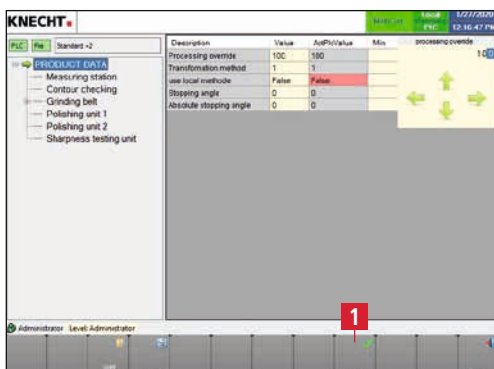 KNECHT
Local
1/27/2020
PLC
12:36:47 PM
PLC File Standard +2
PRODUCT DATA
Measuring station
Contour checking
Grinding belt
Polishing unit 1
Polishing unit 2
Sharpness testing unit
Description Value ActPlcValue Min
Processing override 100 100
Transformation method 1 1
use local methode False False
Stopping angle 0 0
Absolute stopping angle 0 0
processing override
100
Administrator Level: Administrator
1